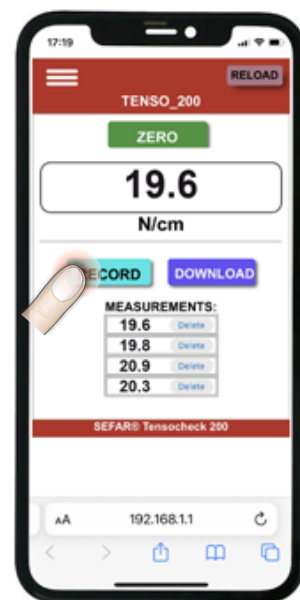 17:19
RELOAD
TENSO_200
ZERO
19.6
N/cm
RECORD DOWNLOAD
MEASUREMENTS:
19.6 Delete
19.8 Delete
20.9 Delete
20.3 Delete
SEFAR® Tensocheck 200
AA 192.168.1.1